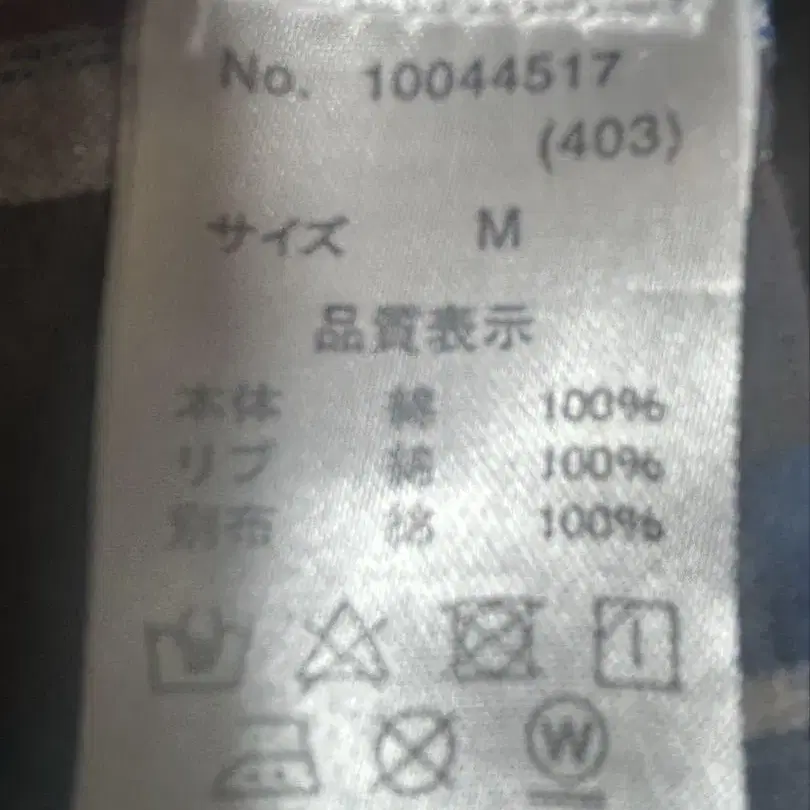 No. 10044517
(403)
サイズ M
品質表示
本体 綿 100%
リブ 綿 100%
別布 綿 100%
W